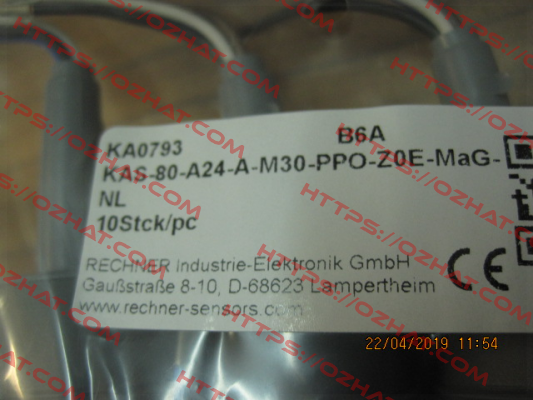 KA0793 B6A
KAS-80-A24-A-M30-PPO-Z0E-MaG-
NL
10Stck/pc
RECHNER Industrie-Elektronik GmbH
Gaußstraße 8-10, D-68623 Lampertheim
www.rechner-sensors.com
CE
22/04/2019 11:54
HTTPS://OZHAT.COM